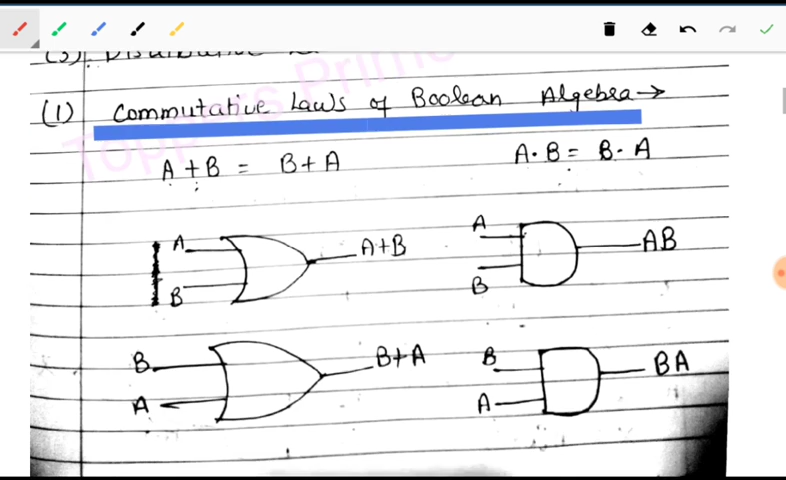 (1) Commutative Laws of Boolean Algebra →
A + B = B + A
A · B = B · A
A
B
A+B
A
B
AB
B
A
B+A
B
A
BA